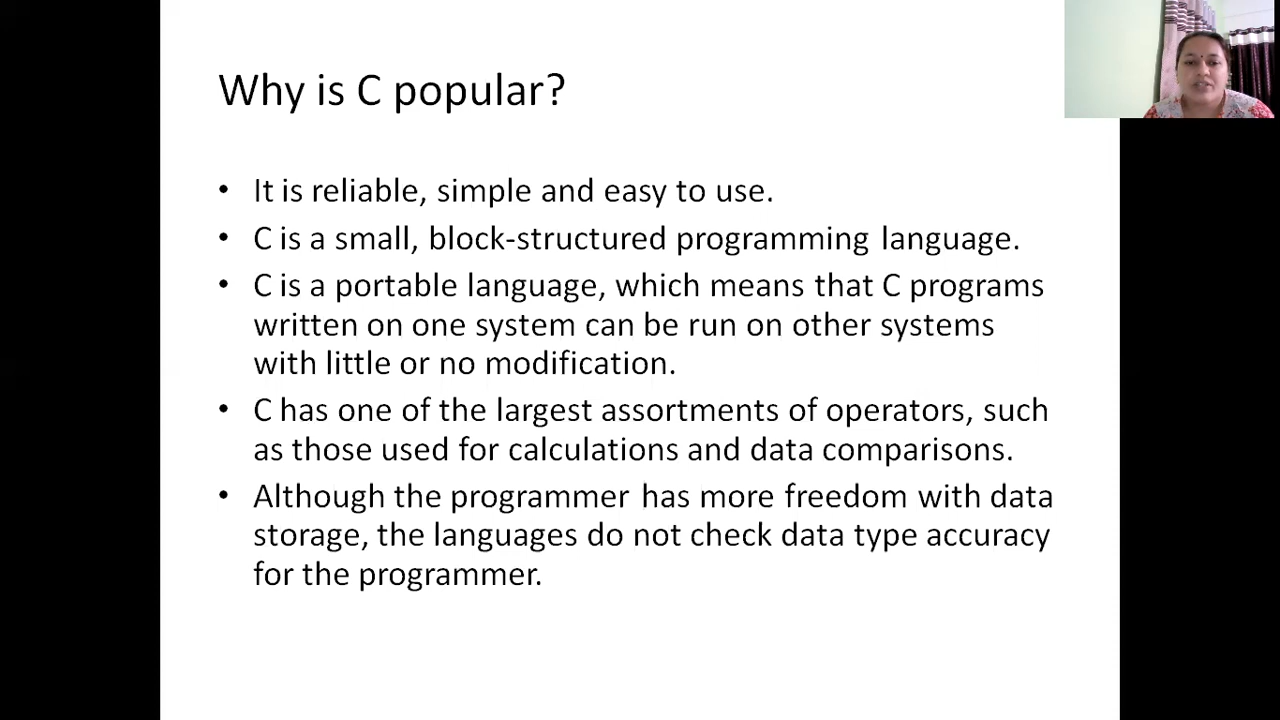 Why is C popular?
• It is reliable, simple and easy to use.
• C is a small, block-structured programming language.
• C is a portable language, which means that C programs
written on one system can be run on other systems
with little or no modification.
• C has one of the largest assortments of operators, such
as those used for calculations and data comparisons.
• Although the programmer has more freedom with data
storage, the languages do not check data type accuracy
for the programmer.